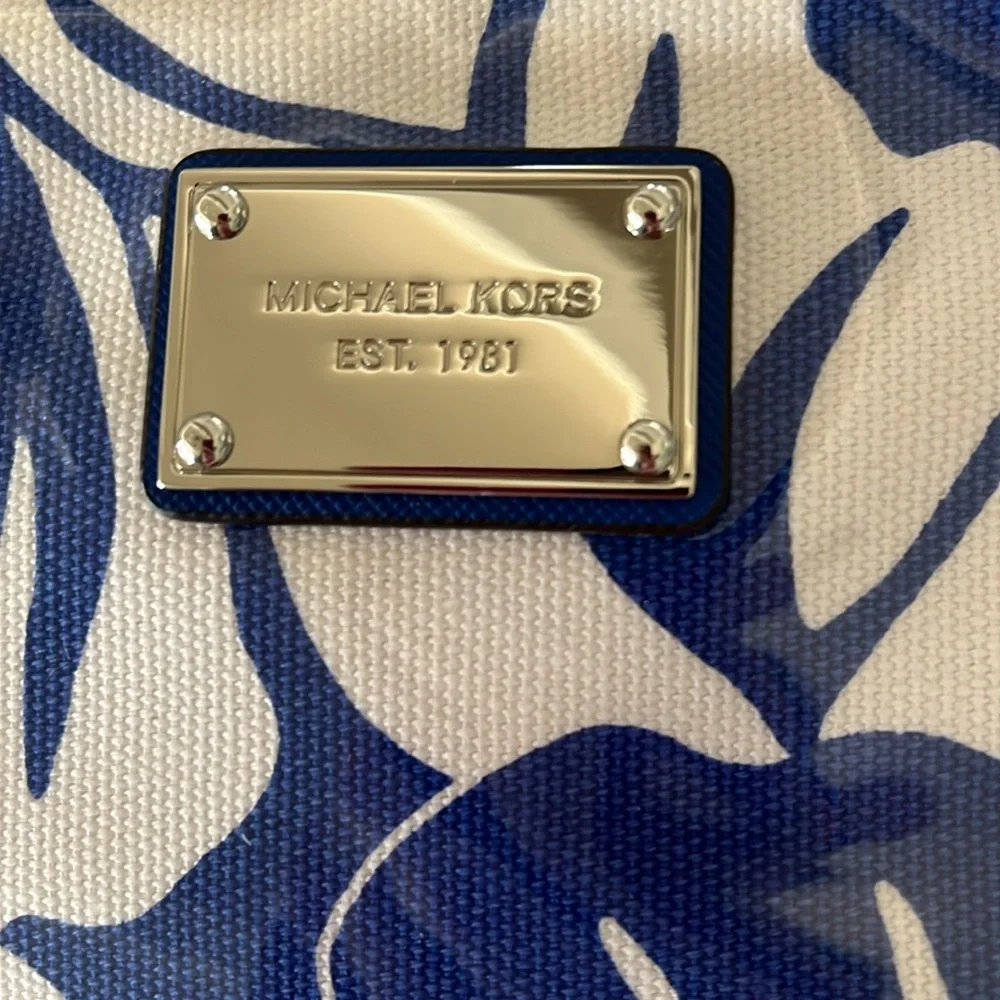 MICHAEL KORS
EST. 1981